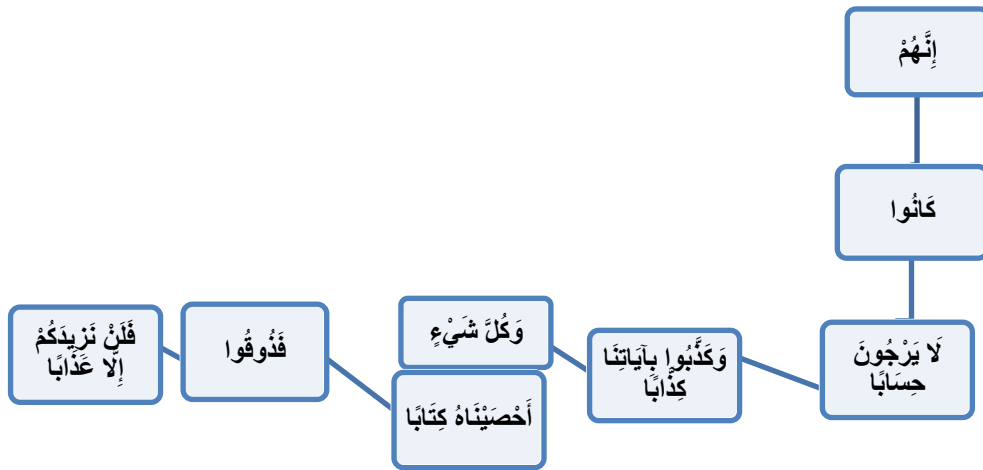 إِنَّهُمْ
كَانُوا
لَا يَرْجُونَ
حِسَابًا
وَكَذَّبُوا بِآيَاتِنَا
كِذَّابًا
وَكُلَّ شَيْءٍ
أَحْصَيْنَاهُ كِتَابًا
فَذُوقُوا
فَلَنْ نَزِيدَكُمْ
إِلَّا عَذَابًا